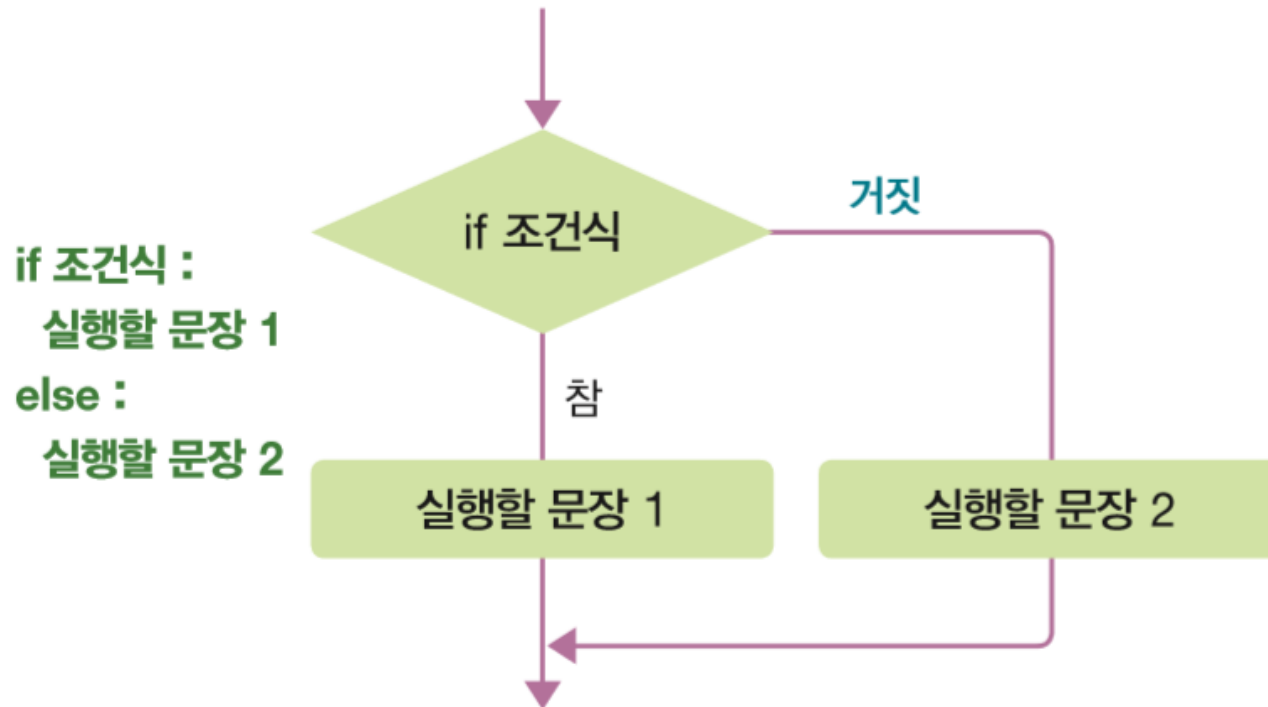 if 조건식 :
실행할 문장 1
else :
실행할 문장 2
if 조건식
거짓
참
실행할 문장 1
실행할 문장 2